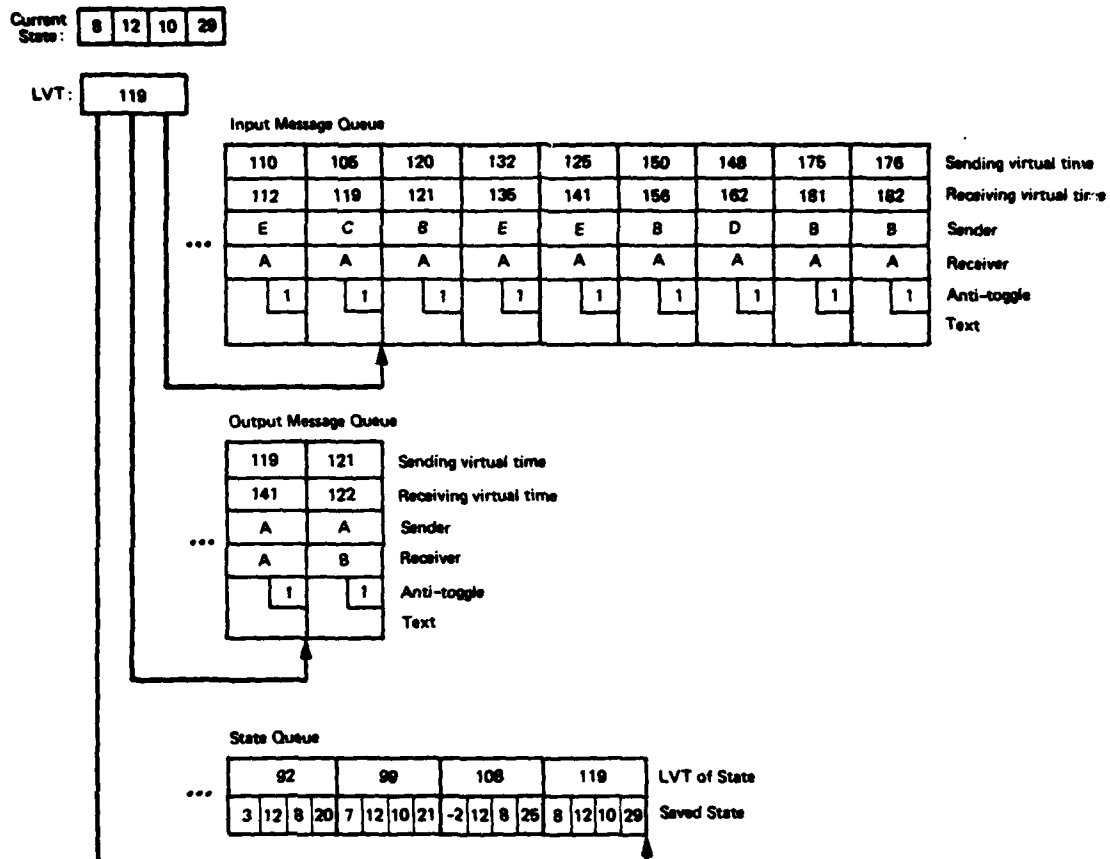 Current State: 8 12 10 29
LVT: 119
Input Message Queue
110 105 120 132 125 150 148 175 176 Sending virtual time
112 119 121 135 141 156 162 181 182 Receiving virtual time
... E C B E E B D B B Sender
A A A A A A A A A Receiver
1 1 1 1 1 1 1 1 1 Anti-toggle
Text
Output Message Queue
119 121 Sending virtual time
141 122 Receiving virtual time
... A A Sender
A B Receiver
1 1 Anti-toggle
Text
State Queue
... 92 99 108 119 LVT of State
3 12 8 20 7 12 10 21 -2 12 8 25 8 12 10 29 Saved State